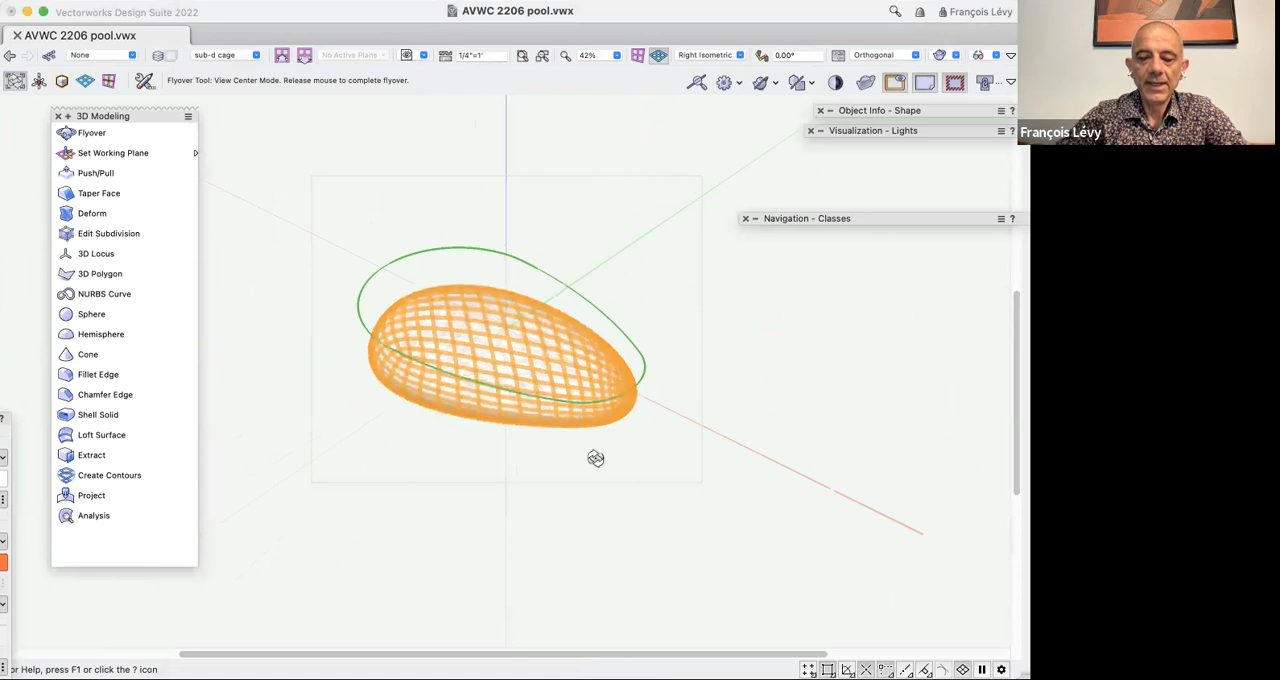 Vectorworks Design Suite 2022
AVWC 2206 pool.vwx
François Lévy
AVWC 2206 pool.vwx
None
sub-d cage
No Active Plane
1/4"=1'
42%
Right Isometric
0.00°
Orthogonal
Flyover Tool: View Center Mode. Release mouse to complete flyover.
3D Modeling
Flyover
Set Working Plane
Push/Pull
Taper Face
Deform
Edit Subdivision
3D Locus
3D Polygon
NURBS Curve
Sphere
Hemisphere
Cone
Fillet Edge
Chamfer Edge
Shell Solid
Loft Surface
Extract
Create Contours
Project
Analysis
Object Info - Shape
?
Visualization - Lights
?
Navigation - Classes
?
François Lévy
?
or Help, press F1 or click the ? icon